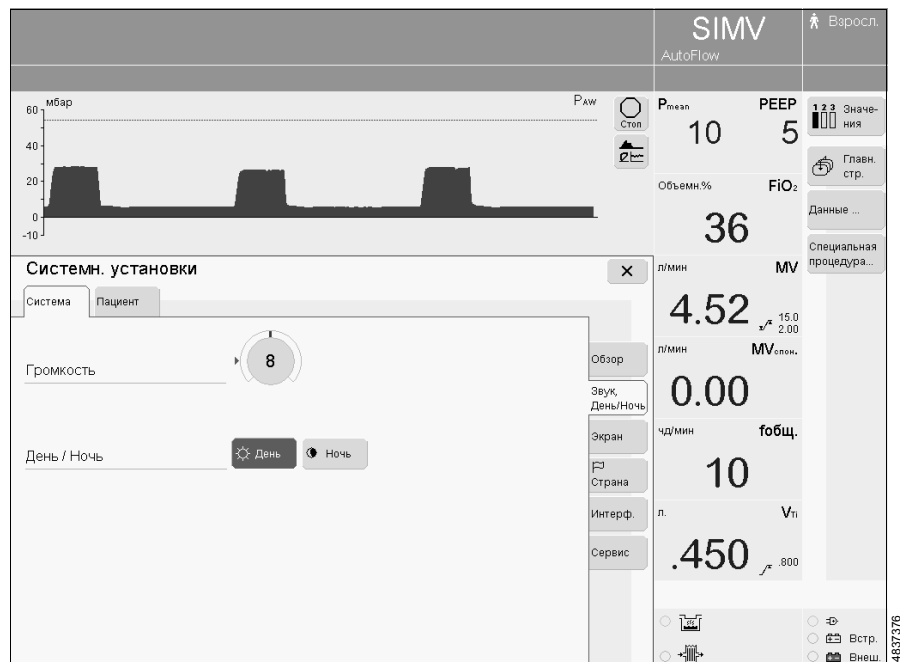 SIMV
AutoFlow
Взросл.
60
мбар
PAW
40
20
0
-10
Стоп
Pmean
PEEP
10
5
Объемн.%
FiO2
36
л/мин
MV
4.52
15.0
2.00
л/мин
MVспон.
0.00
чд/мин
fобщ.
10
л.
VTi
.450
.800
1 2 3
Значе-
ния
Главн.
стр.
Данные ...
Специальная
процедура...
Системн. установки
Система
Пациент
Громкость
8
День / Ночь
День
Ночь
Обзор
Звук,
День/Ночь
Экран
Страна
Интерф.
Сервис
Встр.
Внеш.
4837376